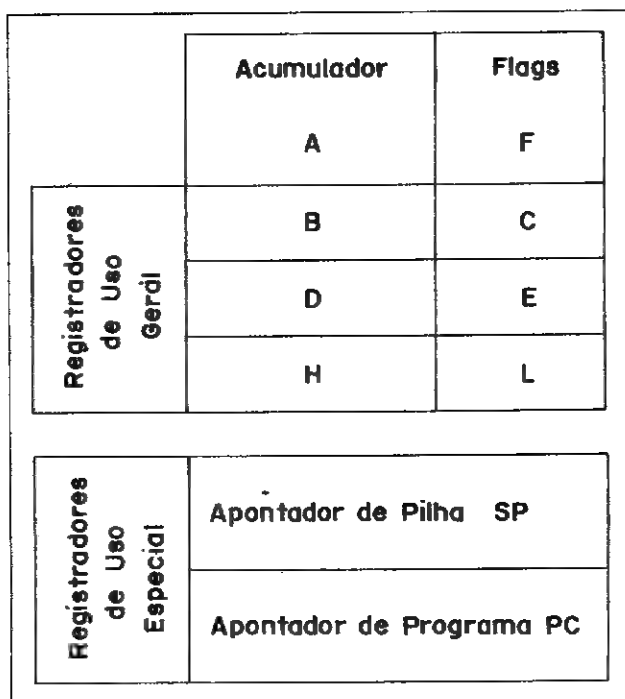 Acumulador Flags
A F
Registradores
de Uso
Geral
B C
D E
H L
Registradores
de Uso
Especial
Apontador de Pilha SP
Apontador de Programa PC